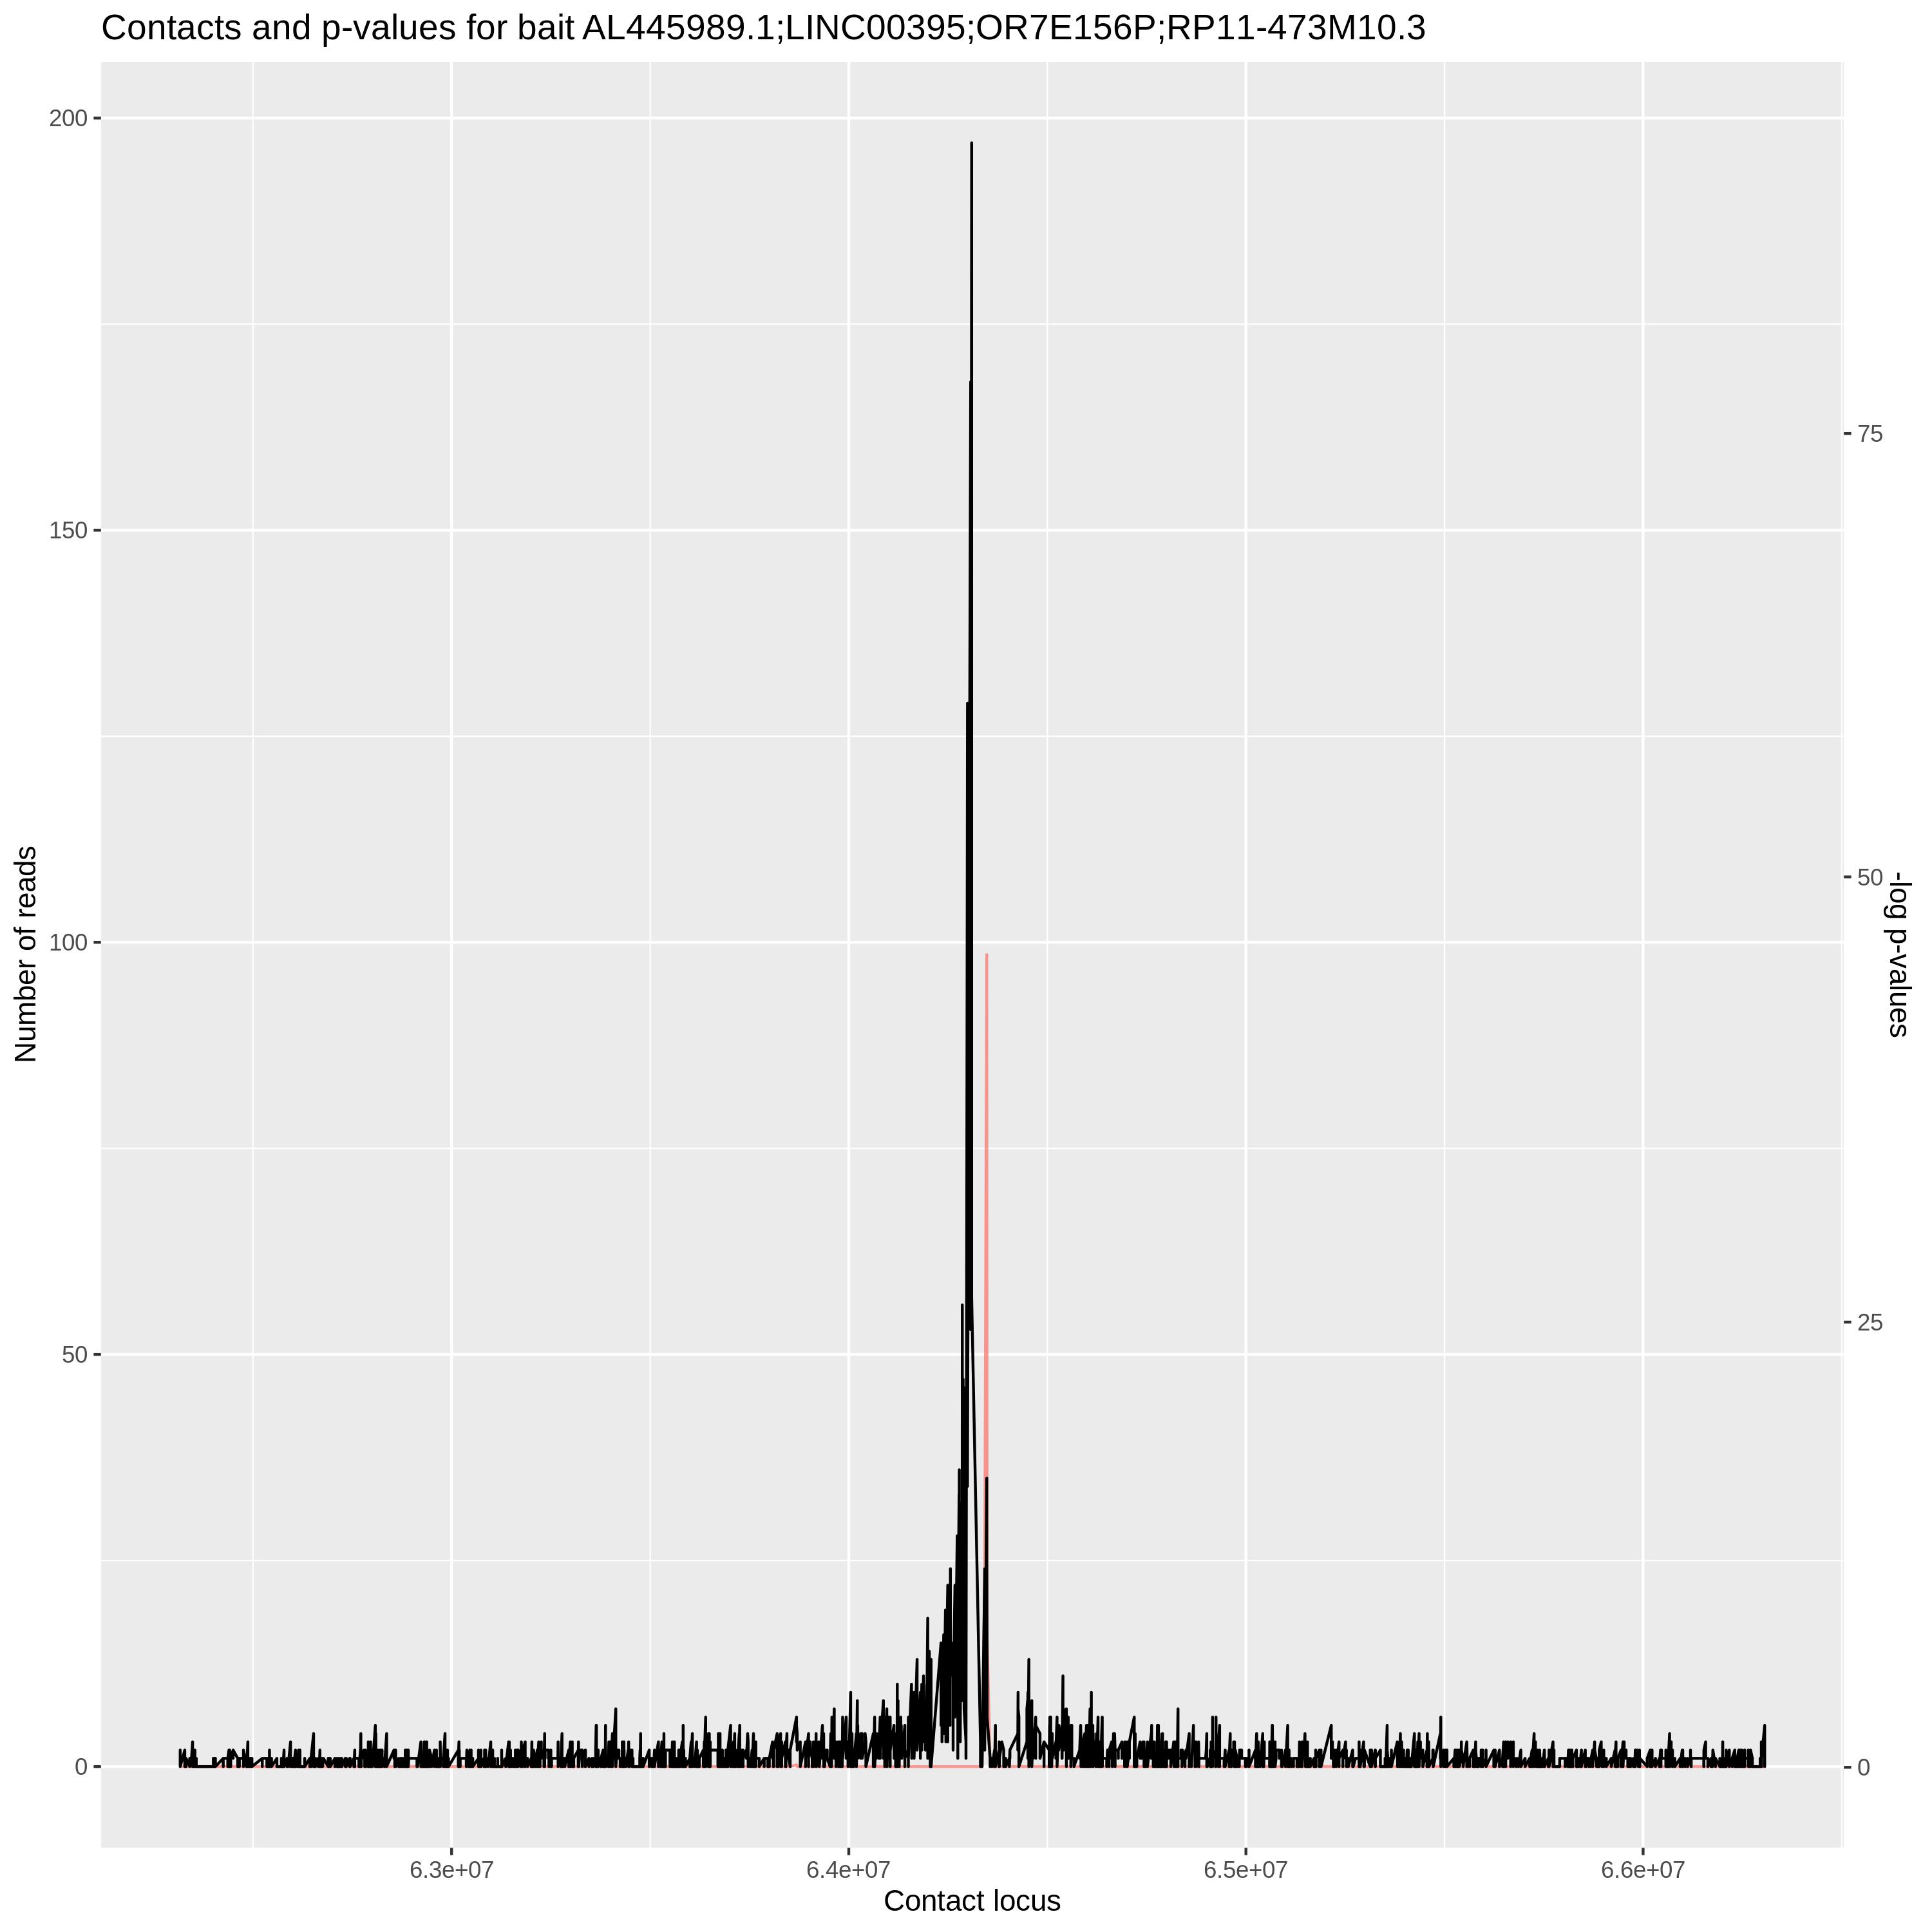 Contacts and p-values for bait AL445989.1;LINC00395;OR7E156P;RP11-473M10.3
200
150
100
50
0
Number of reads
75
50
25
0
-log p-values
6.3e+07
6.4e+07
6.5e+07
6.6e+07
Contact locus